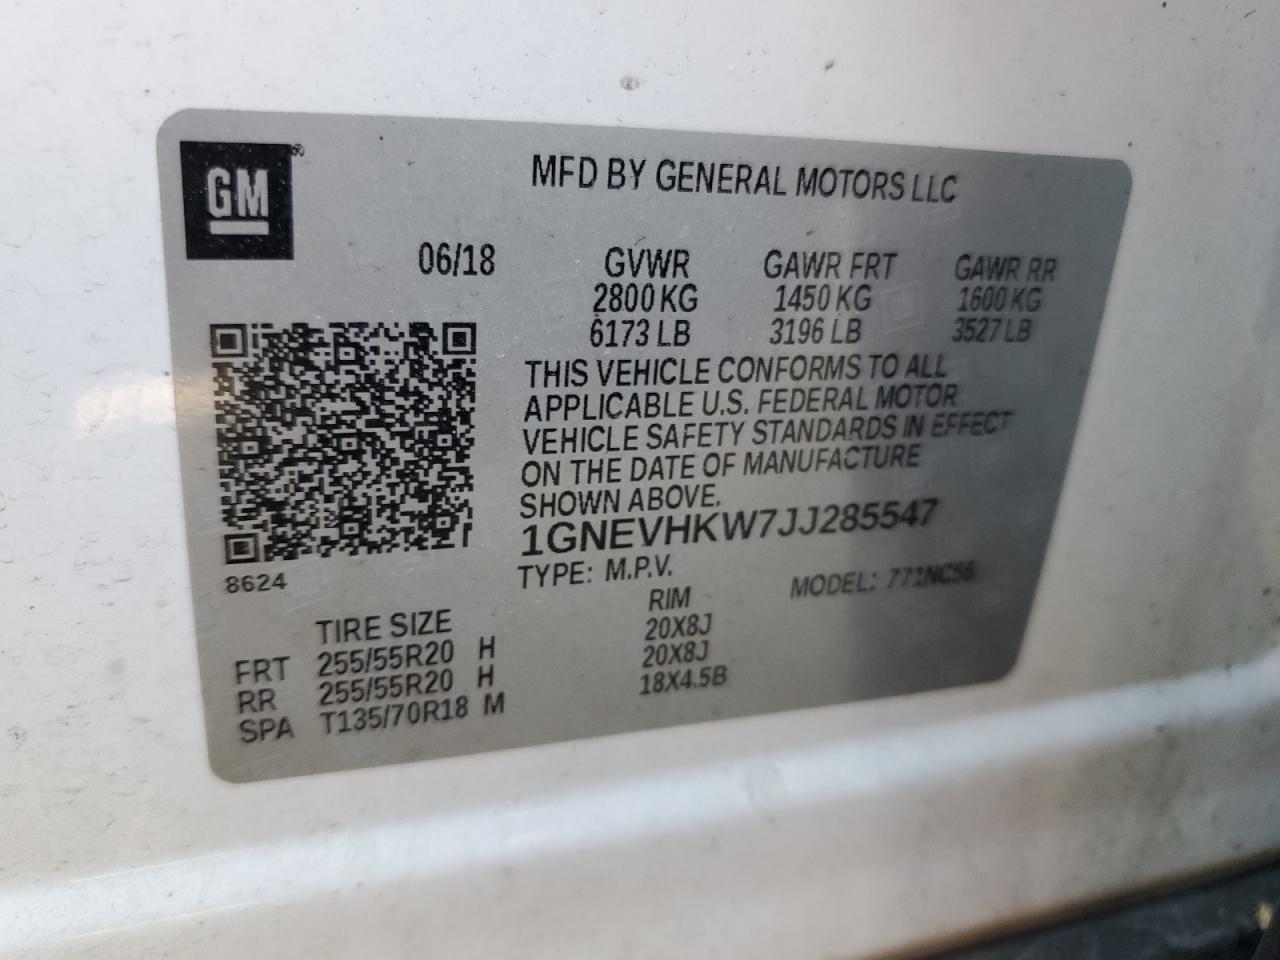 GM®
MFD BY GENERAL MOTORS LLC
06/18 GVWR GAWR FRT GAWR RR
2800 KG 1450 KG 1600 KG
6173 LB 3196 LB 3527 LB
THIS VEHICLE CONFORMS TO ALL
APPLICABLE U.S. FEDERAL MOTOR
VEHICLE SAFETY STANDARDS IN EFFECT
ON THE DATE OF MANUFACTURE
SHOWN ABOVE.
1GNEVHKW7JJ285547
8624
TYPE: M.P.V. MODEL: 771NC56
TIRE SIZE RIM
FRT 255/55R20 H 20X8J
RR 255/55R20 H 20X8J
SPA T135/70R18 M 18X4.5B